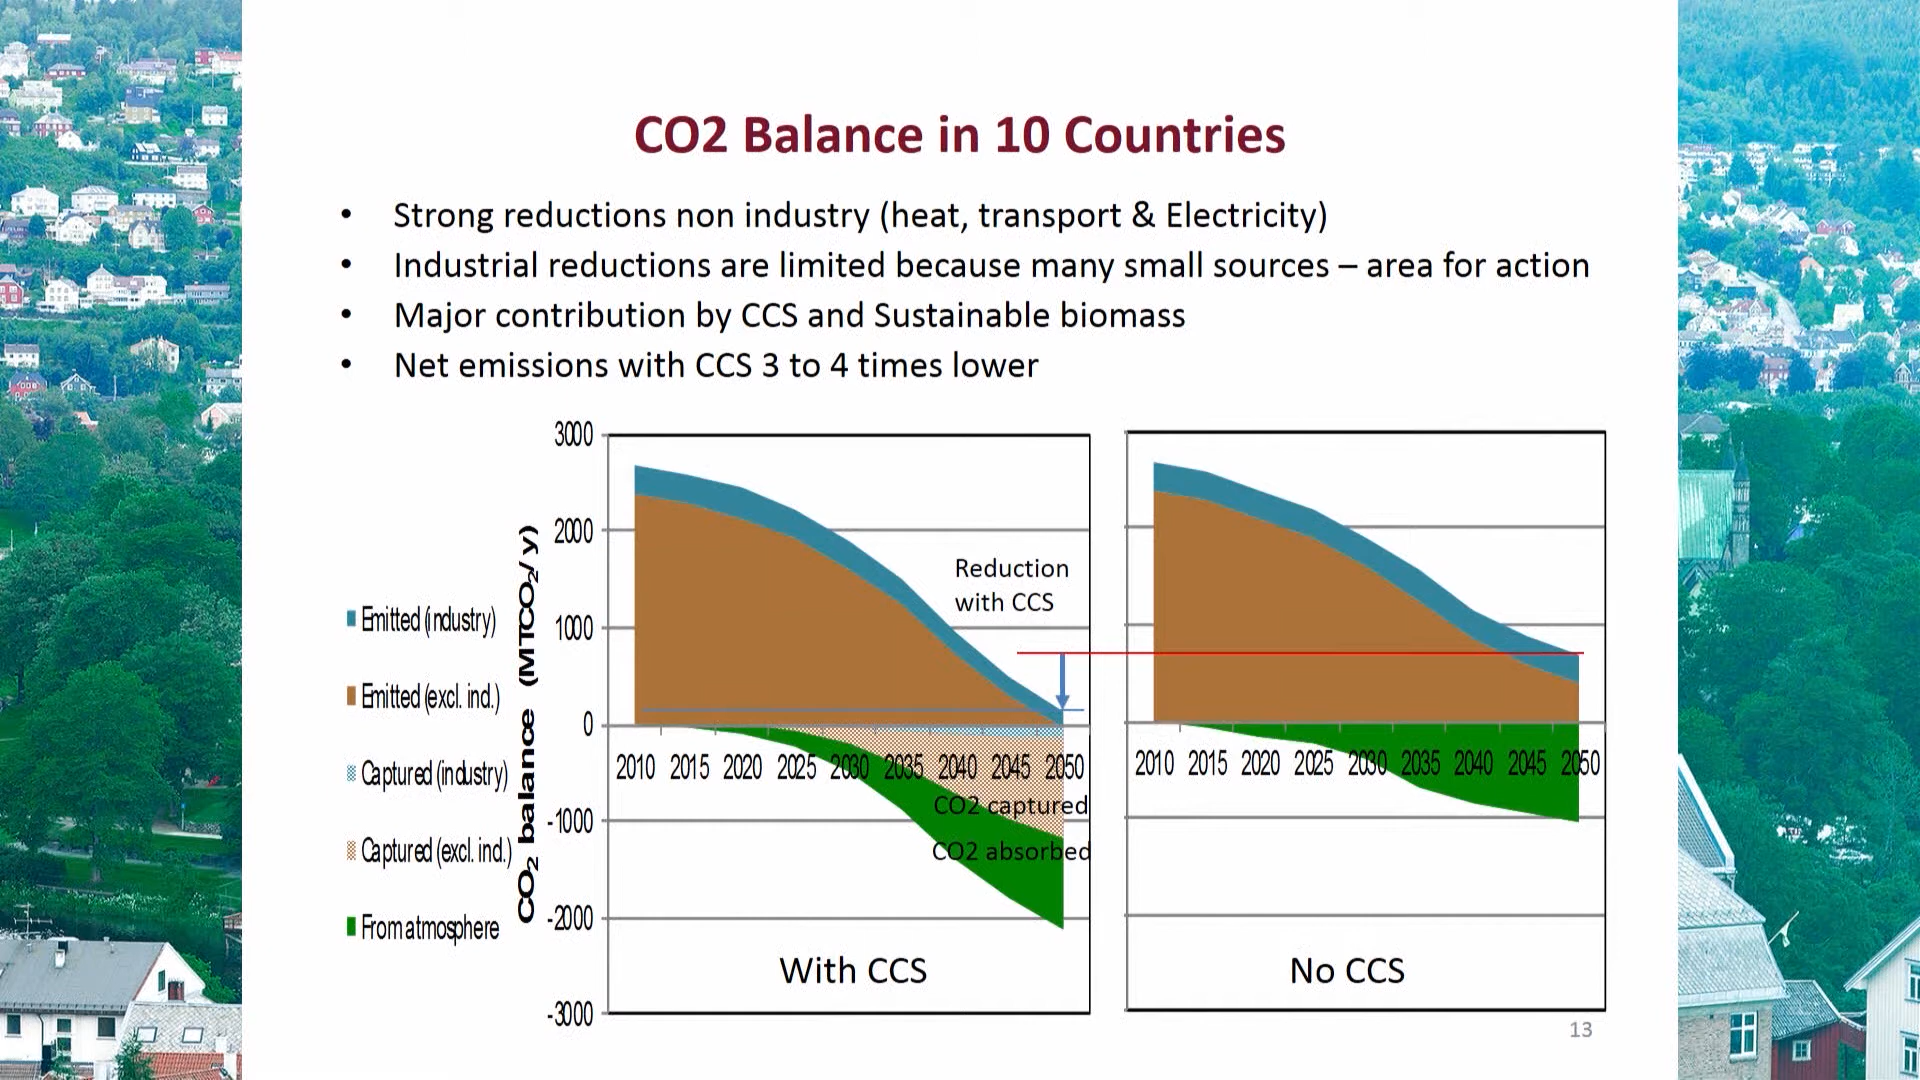 CO2 Balance in 10 Countries
• Strong reductions non industry (heat, transport & Electricity)
• Industrial reductions are limited because many small sources – area for action
• Major contribution by CCS and Sustainable biomass
• Net emissions with CCS 3 to 4 times lower
Emitted (industry)
Emitted (excl. ind.)
Captured (industry)
Captured (excl. ind.)
From atmosphere
CO2 balance (MTCO2/y)
3000
2000
1000
0
-1000
-2000
-3000
Reduction
with CCS
2010 2015 2020 2025 2030 2035 2040 2045 2050
CO2 captured
CO2 absorbed
With CCS
2010 2015 2020 2025 2030 2035 2040 2045 2050
No CCS
13